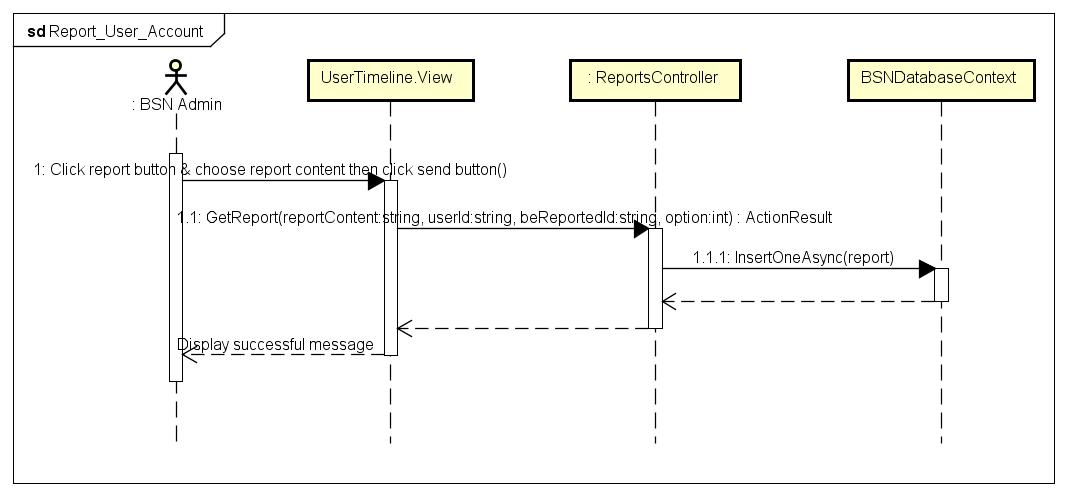 sd Report_User_Account
: BSN Admin
UserTimeline.View
: ReportsController
BSNDatabaseContext
1: Click report button & choose report content then click send button()
1.1: GetReport(reportContent:string, userId:string, beReportedId:string, option:int) : ActionResult
1.1.1: InsertOneAsync(report)
Display successful message